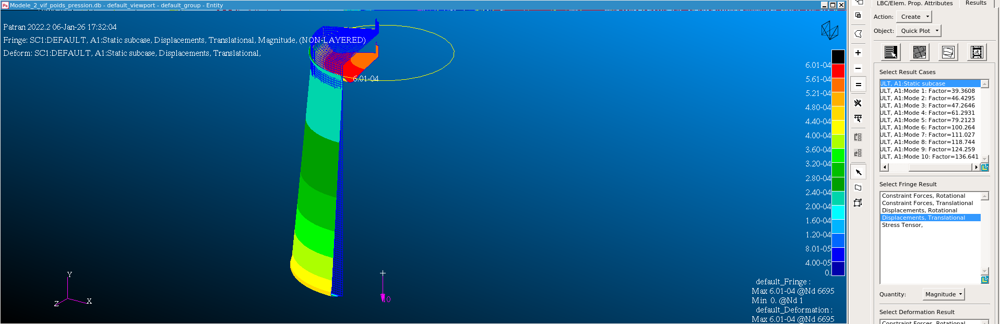 Modele_2_vif_poids_pression.db - default_viewport - default_group - Entity
Patran 2022.2 06-Jan-26 17:32:04
Fringe: SC1:DEFAULT, A1:Static subcase, Displacements, Translational, Magnitude, (NON-LAYERED)
Deform: SC1:DEFAULT, A1:Static subcase, Displacements, Translational,
6.01-04
6.01-04
5.61-04
5.21-04
4.80-04
4.40-04
4.00-04
3.60-04
3.20-04
2.80-04
2.40-04
2.00-04
1.60-04
1.20-04
8.01-05
4.00-05
0.
default_Fringe :
Max 6.01-04 @Nd 6695
Min 0. @Nd 1
default_Deformation :
Max 6.01-04 @Nd 6695
Y
Z
X
LBC/Elem. Prop. Attributes
Results
Action: Create
Object: Quick Plot
Select Result Cases
ULT, A1:Static subcase
ULT, A1:Mode 1: Factor=39.3608
ULT, A1:Mode 2: Factor=46.4295
ULT, A1:Mode 3: Factor=47.2646
ULT, A1:Mode 4: Factor=61.2931
ULT, A1:Mode 5: Factor=79.2123
ULT, A1:Mode 6: Factor=100.264
ULT, A1:Mode 7: Factor=111.027
ULT, A1:Mode 8: Factor=118.744
ULT, A1:Mode 9: Factor=124.259
ULT, A1:Mode 10: Factor=136.641
Select Fringe Result
Constraint Forces, Rotational
Constraint Forces, Translational
Displacements, Rotational
Displacements, Translational
Stress Tensor,
Quantity: Magnitude
Select Deformation Result
Constraint Forces, Rotational